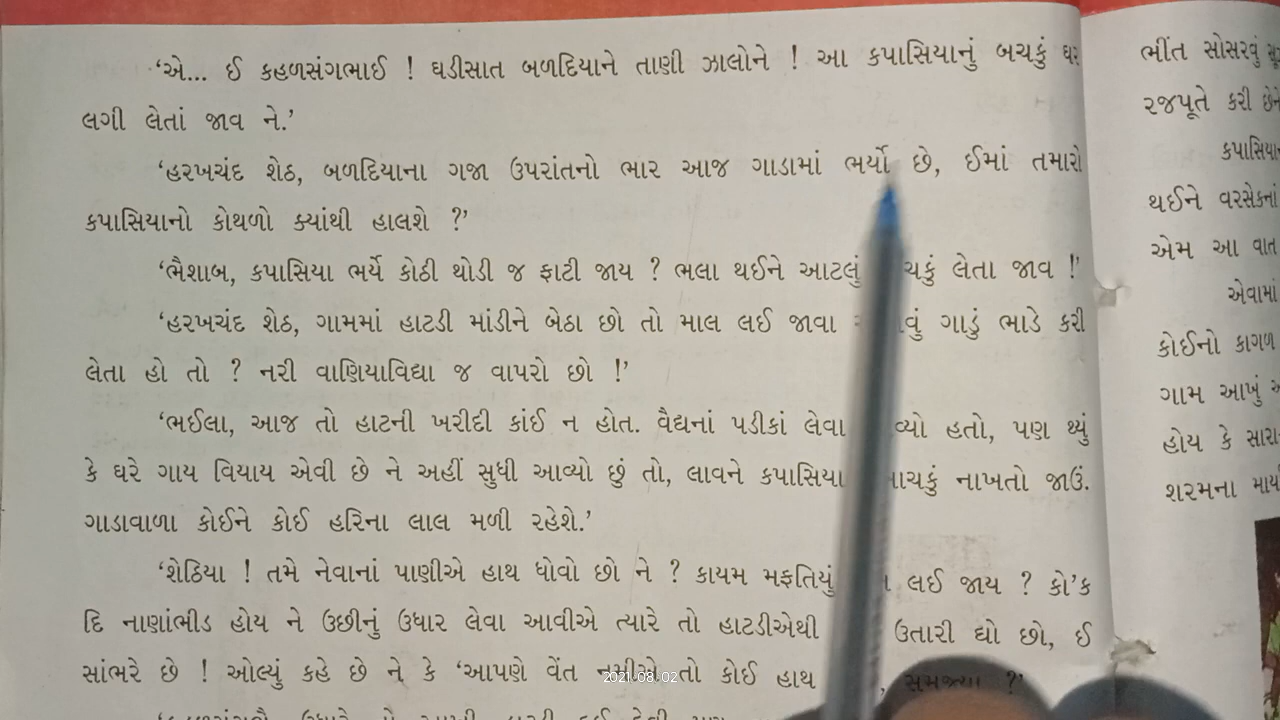 ‘એ... ઈ કહળસંગભાઈ ! ઘડીસાત બળદિયાને તાણી ઝાલોને ! આ કપાસિયાનું બચકું ઘર
લગી લેતાં જાવ ને.’
‘હરખચંદ શેઠ, બળદિયાના ગજા ઉપરાંતનો ભાર આજ ગાડામાં ભર્યો છે, ઈમાં તમારો
કપાસિયાનો કોથળો ક્યાંથી હાલશે ?’
‘ભૈશાબ, કપાસિયા ભર્યે કોઠી થોડી જ ફાટી જાય ? ભલા થઈને આટલું લેતા જાવ !’
‘હરખચંદ શેઠ, ગામમાં હાટડી માંડીને બેઠા છો તો માલ લઈ જાવા ગાડું ભાડે કરી
લેતા હો તો ? નરી વાણિયાવિદ્યા જ વાપરો છો !’
‘ભઈલા, આજ તો હાટની ખરીદી કાંઈ ન હોત. વૈદ્યનાં પડીકાં લેવા હતો, પણ થ્યું
કે ઘરે ગાય વિયાય એવી છે ને અહીં સુધી આવ્યો છું તો, લાવને કપાસિયા નાખતો જાઉં.
ગાડાવાળા કોઈને કોઈ હરિના લાલ મળી રહેશે.’
‘શેઠિયા ! તમે નેવાનાં પાણીએ હાથ ધોવો છો ને ? કાયમ મફતિયું લઈ જાય ? કો’ક
દિ નાણાંભીડ હોય ને ઉછીનું ઉધાર લેવા આવીએ ત્યારે તો હાટડીએથી ઉતારી દ્યો છો, ઈ
સાંભરે છે ! ઓલ્યું કહે છે ને કે ‘આપણે વેંત નમીએ તો કોઈ હાથ સમજ્યા ?’
ભીંત સોસરવું
રજપૂતે કરી છેને
થઈને વરસેકનાં
એમ આ વાત
એવામાં
કોઈનો કાગળ
ગામ આખું
હોય કે
શરમના
2021-08-02